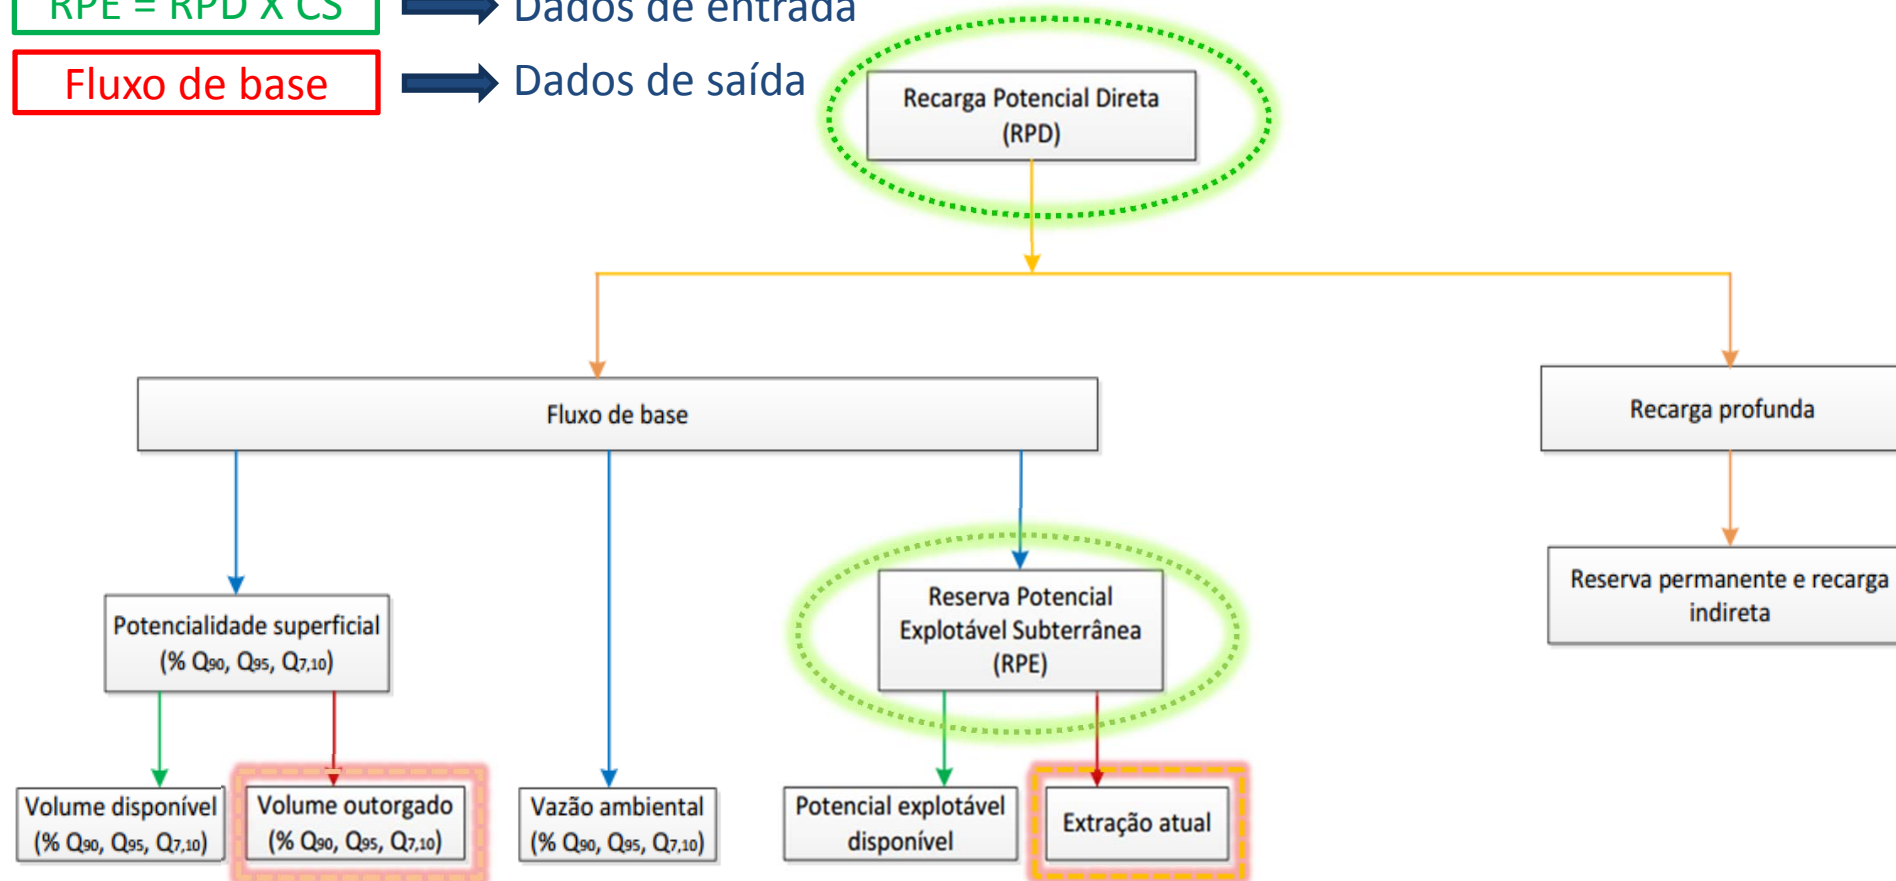 RPE = RPD X CS
Dados de entrada
Fluxo de base
Dados de saída
Recarga Potencial Direta
(RPD)
Fluxo de base
Recarga profunda
Potencialidade superficial
(% Q90, Q95, Q7,10)
Reserva Potencial
Explotável Subterrânea
(RPE)
Reserva permanente e recarga
indireta
Volume disponível
(% Q90, Q95, Q7,10)
Volume outorgado
(% Q90, Q95, Q7,10)
Vazão ambiental
(% Q90, Q95, Q7,10)
Potencial explotável
disponível
Extração atual